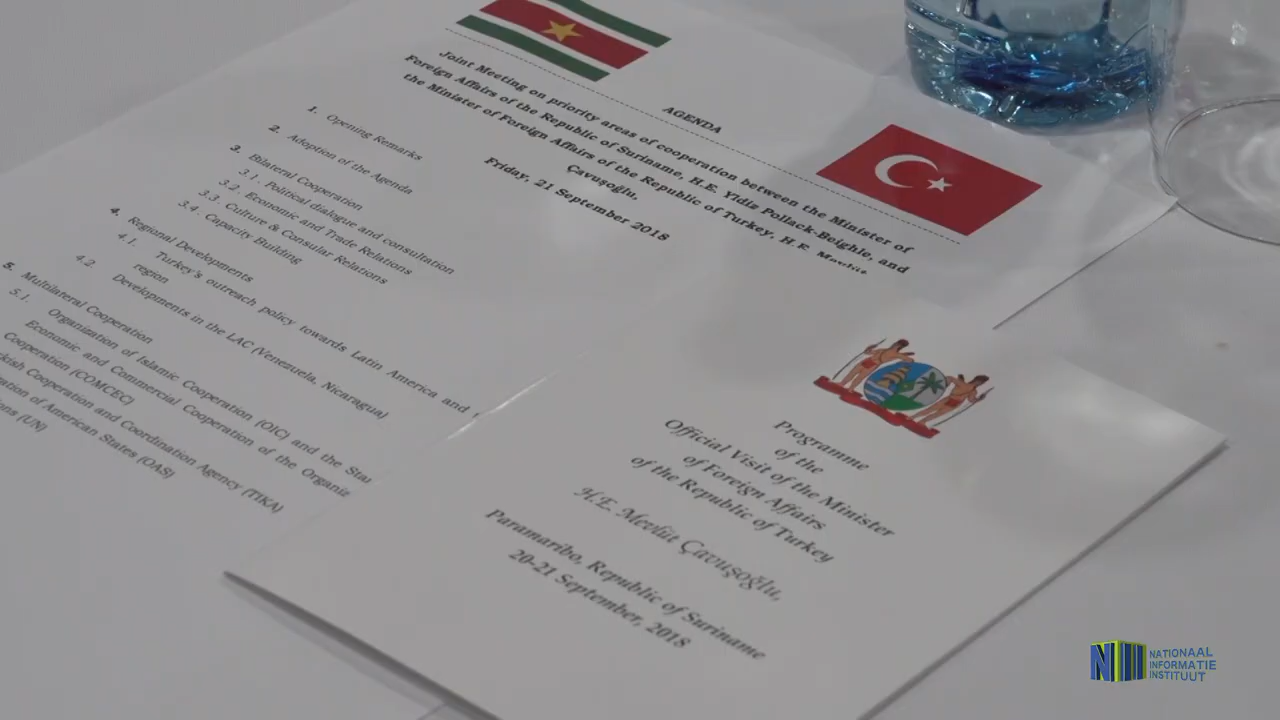 AGENDA
Joint Meeting on priority areas of cooperation between the Minister of
Foreign Affairs of the Republic of Suriname, H.E. Yldiz Pollack-Beighle, and
the Minister of Foreign Affairs of the Republic of Turkey, H.E.
Çavuşoğlu,
Friday, 21 September 2018
1. Opening Remarks
2. Adoption of the Agenda
3. Bilateral Cooperation
3.1. Political dialogue and consultation
3.2. Economic and Trade Relations
3.3. Culture & Consular Relations
3.4. Capacity Building
4. Regional Developments
4.1. Turkey's outreach policy towards Latin America and
region
4.2. Developments in the LAC (Venezuela, Nicaragua)
5. Multilateral Cooperation
5.1. Organization of Islamic Cooperation (OIC) and the
Economic and Commercial Cooperation of the
Cooperation (COMCEC)
Cooperation and Coordination Agency (TIKA)
of American States (OAS)
(UN)
Programme
of the
Official Visit of the Minister
of Foreign Affairs
of the Republic of Turkey
H.E. Mevlüt Çavuşoğlu,
Paramaribo, Republic of Suriname
20-21 September, 2018
NATIONAAL
INFORMATIE
INSTITUUT